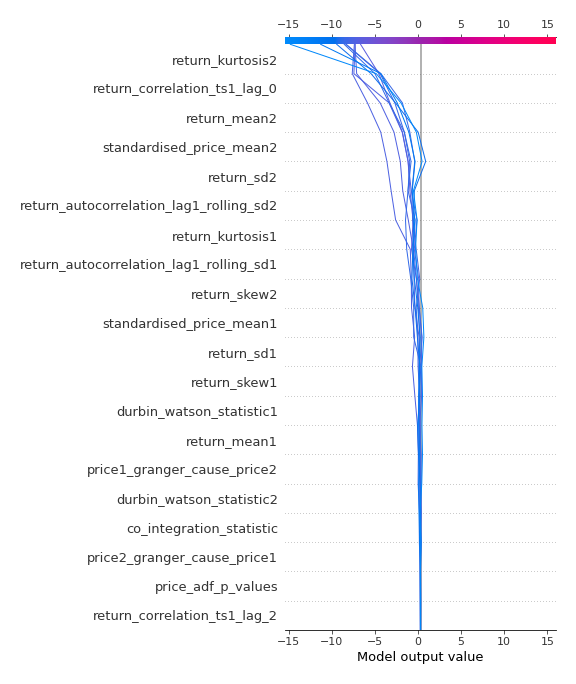 −15 −10 −5 0 5 10 15
return_kurtosis2
return_correlation_ts1_lag_0
return_mean2
standardised_price_mean2
return_sd2
return_autocorrelation_lag1_rolling_sd2
return_kurtosis1
return_autocorrelation_lag1_rolling_sd1
return_skew2
standardised_price_mean1
return_sd1
return_skew1
durbin_watson_statistic1
return_mean1
price1_granger_cause_price2
durbin_watson_statistic2
co_integration_statistic
price2_granger_cause_price1
price_adf_p_values
return_correlation_ts1_lag_2
−15 −10 −5 0 5 10 15
Model output value